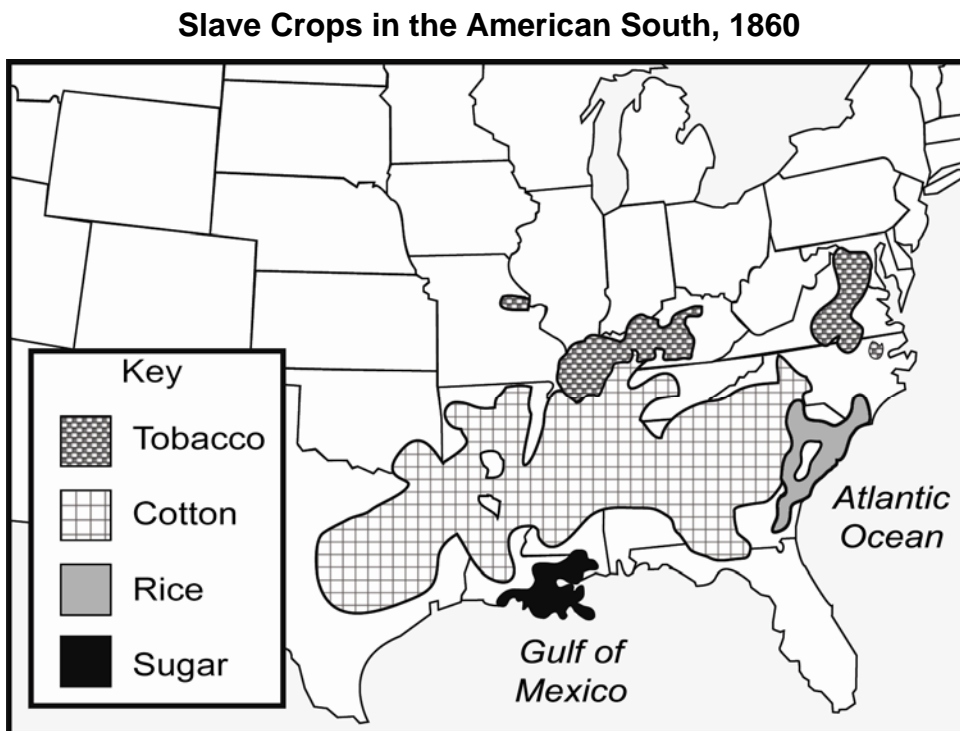 Slave Crops in the American South, 1860
Key
Tobacco
Cotton
Rice
Sugar
Atlantic
Ocean
Gulf of
Mexico